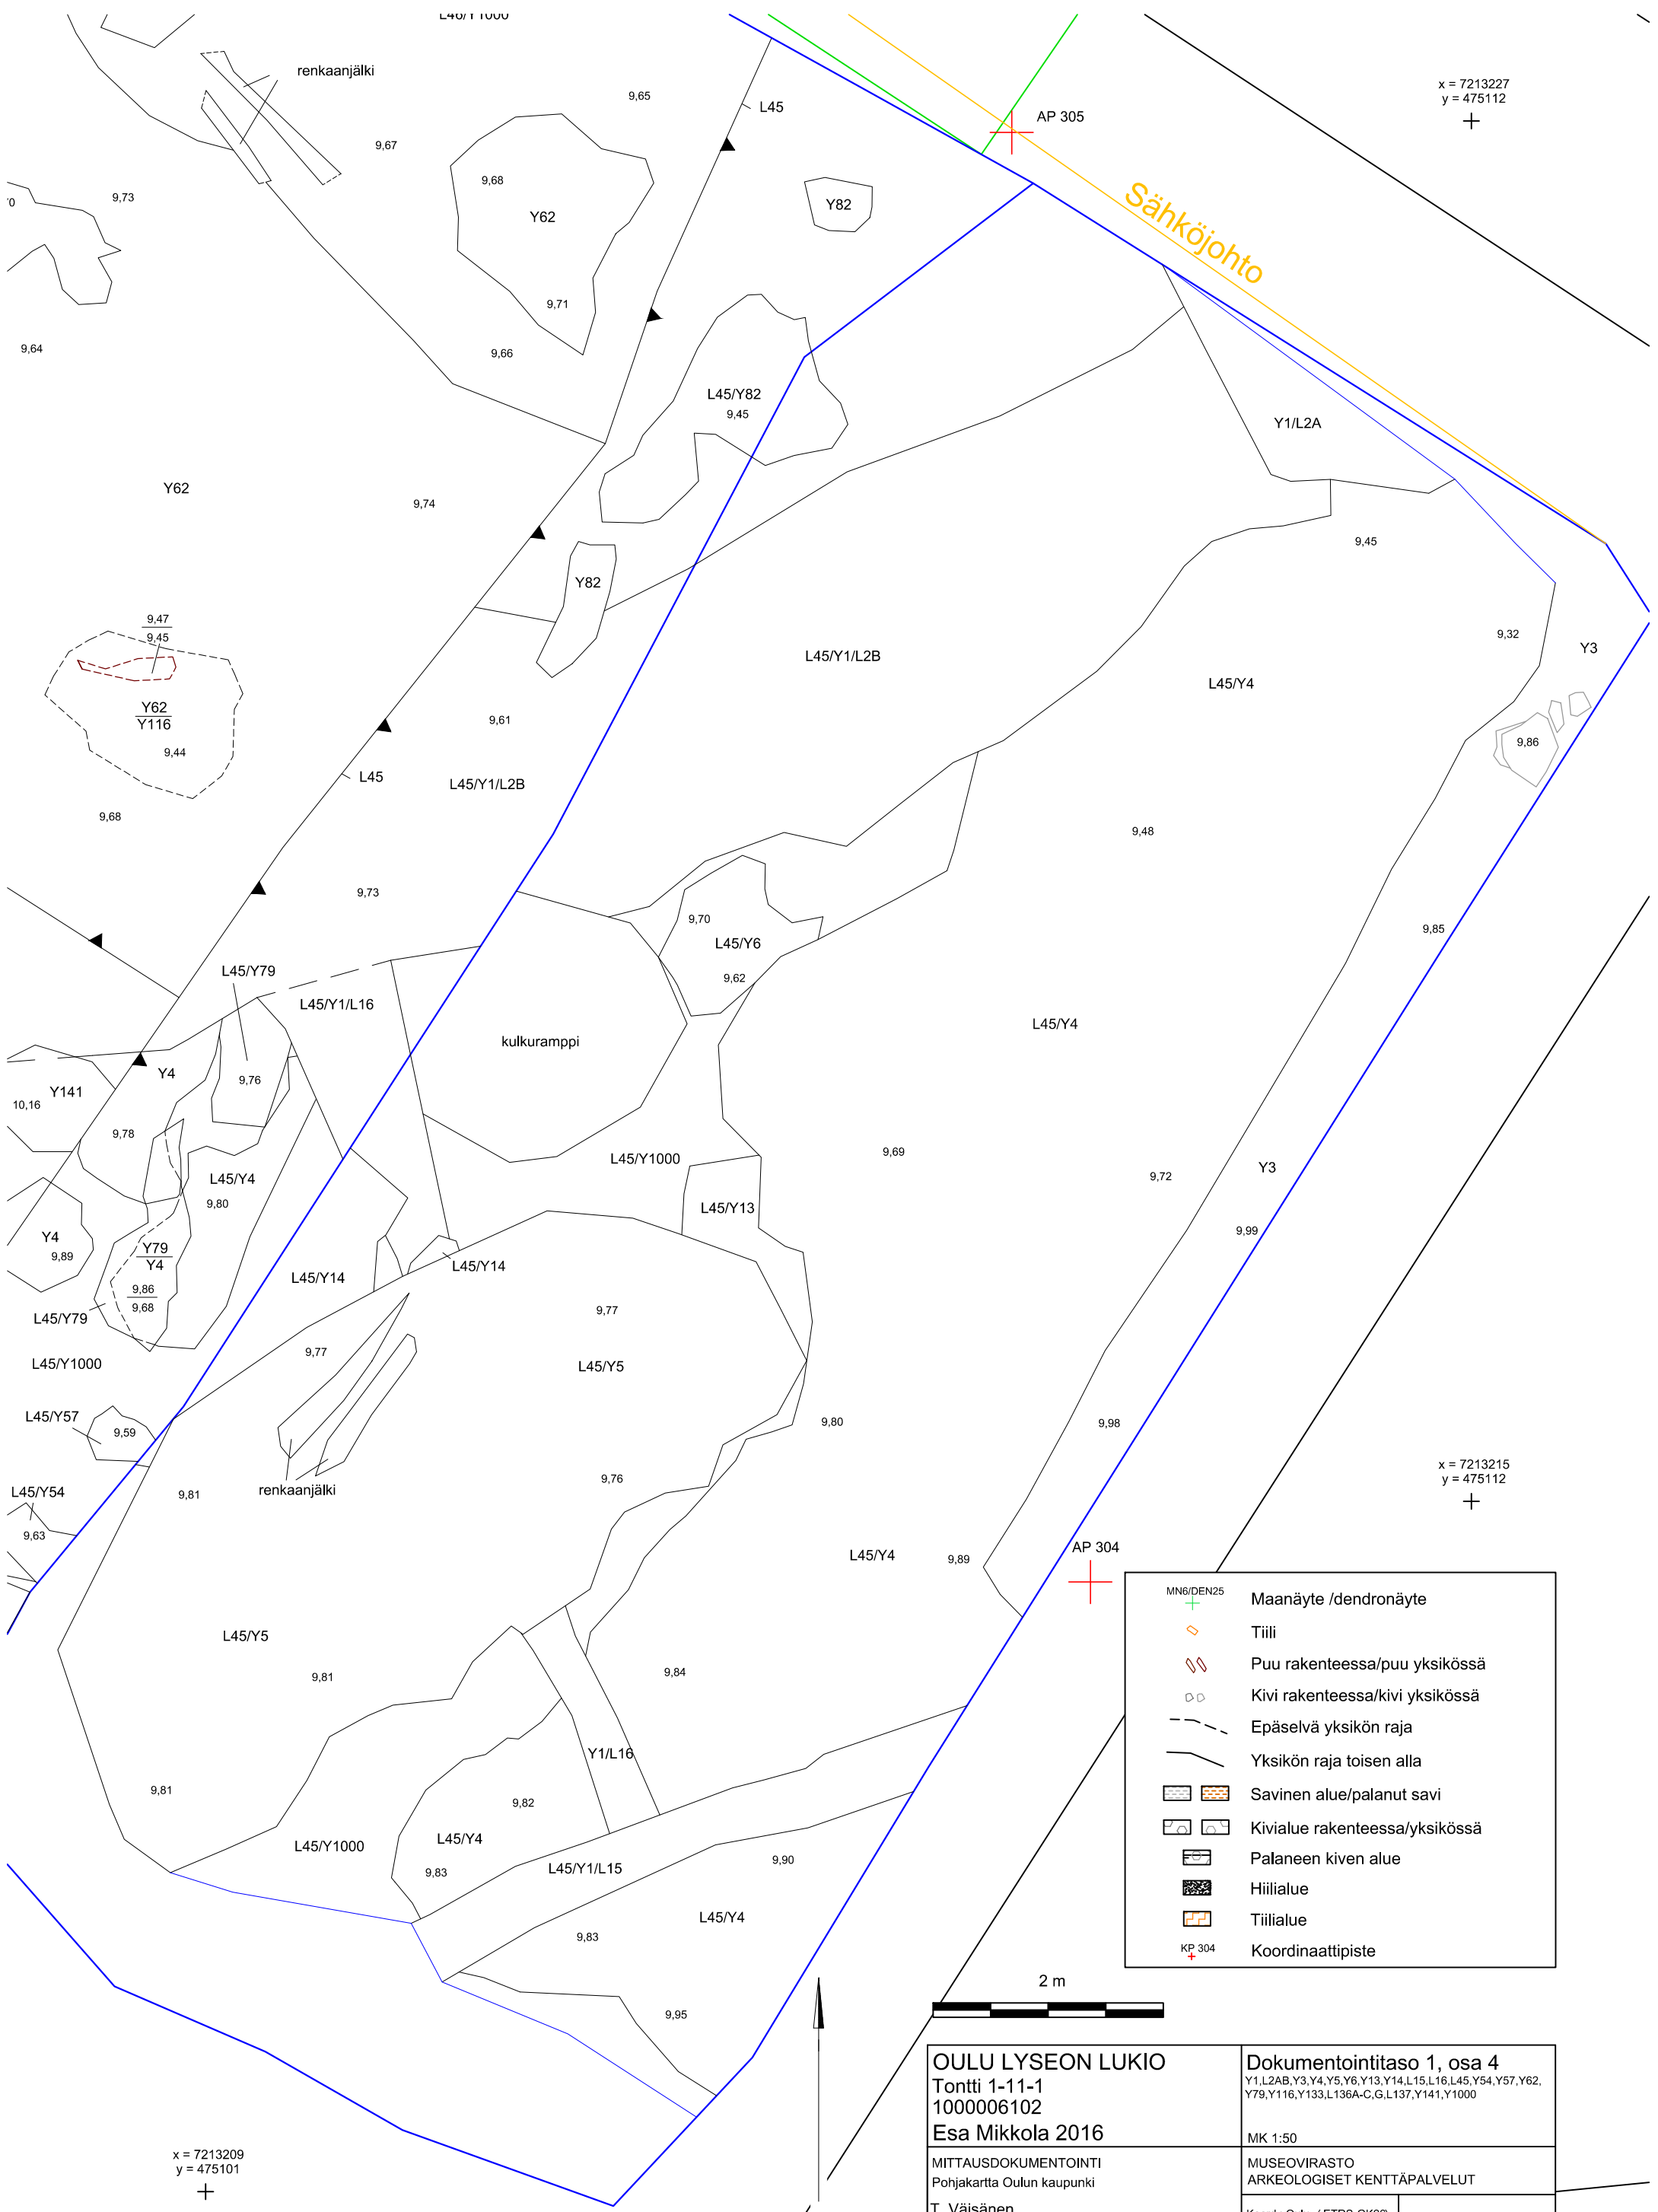 L46/Y1000
renkaanjälki
9,65
L45
AP 305
x = 7213227
y = 475112
9,67
9,68
Y62
Y82
9,73
Sähköjohto
9,71
9,64
9,66
L45/Y82
9,45
Y1/L2A
Y62
9,74
9,45
Y82
9,47
9,45
9,32
Y3
L45/Y1/L2B
L45/Y4
Y62
Y116
9,44
9,61
9,86
L45
L45/Y1/L2B
9,68
9,48
9,73
9,70
L45/Y6
9,62
9,85
L45/Y79
L45/Y1/L16
kulkuramppi
L45/Y4
Y4
9,76
Y141
10,16
9,78
L45/Y1000
9,69
L45/Y4
9,80
9,72
Y3
L45/Y13
Y4
9,89
Y79
Y4
9,99
L45/Y14
L45/Y14
9,86
9,68
L45/Y79
9,77
9,77
L45/Y1000
L45/Y5
L45/Y57
9,59
9,80
9,98
x = 7213215
y = 475112
9,76
L45/Y54
9,81
renkaanjälki
9,63
AP 304
L45/Y4
9,89
L45/Y5
9,81
9,84
Y1/L16
9,81
9,82
L45/Y1000
L45/Y4
9,83
L45/Y1/L15
9,90
L45/Y4
9,83
9,95
MN6/DEN25
Maanäyte /dendronäyte
Tiili
Puu rakenteessa/puu yksikössä
Kivi rakenteessa/kivi yksikössä
Epäselvä yksikön raja
Yksikön raja toisen alla
Savinen alue/palanut savi
Kivialue rakenteessa/yksikössä
Palaneen kiven alue
Hiilialue
Tiilialue
KP 304
Koordinaattipiste
2 m
OULU LYSEON LUKIO
Tontti 1-11-1
1000006102
Esa Mikkola 2016
Dokumentointitaso 1, osa 4
Y1,L2AB,Y3,Y4,Y5,Y6,Y13,Y14,L15,L16,L45,Y54,Y57,Y62,
Y79,Y116,Y133,L136A-C,G,L137,Y141,Y1000
MK 1:50
MITTAUSDOKUMENTOINTI
Pohjakartta Oulun kaupunki
T. Väisänen
MUSEOVIRASTO
ARKEOLOGISET KENTTÄPALVELUT
x = 7213209
y = 475101